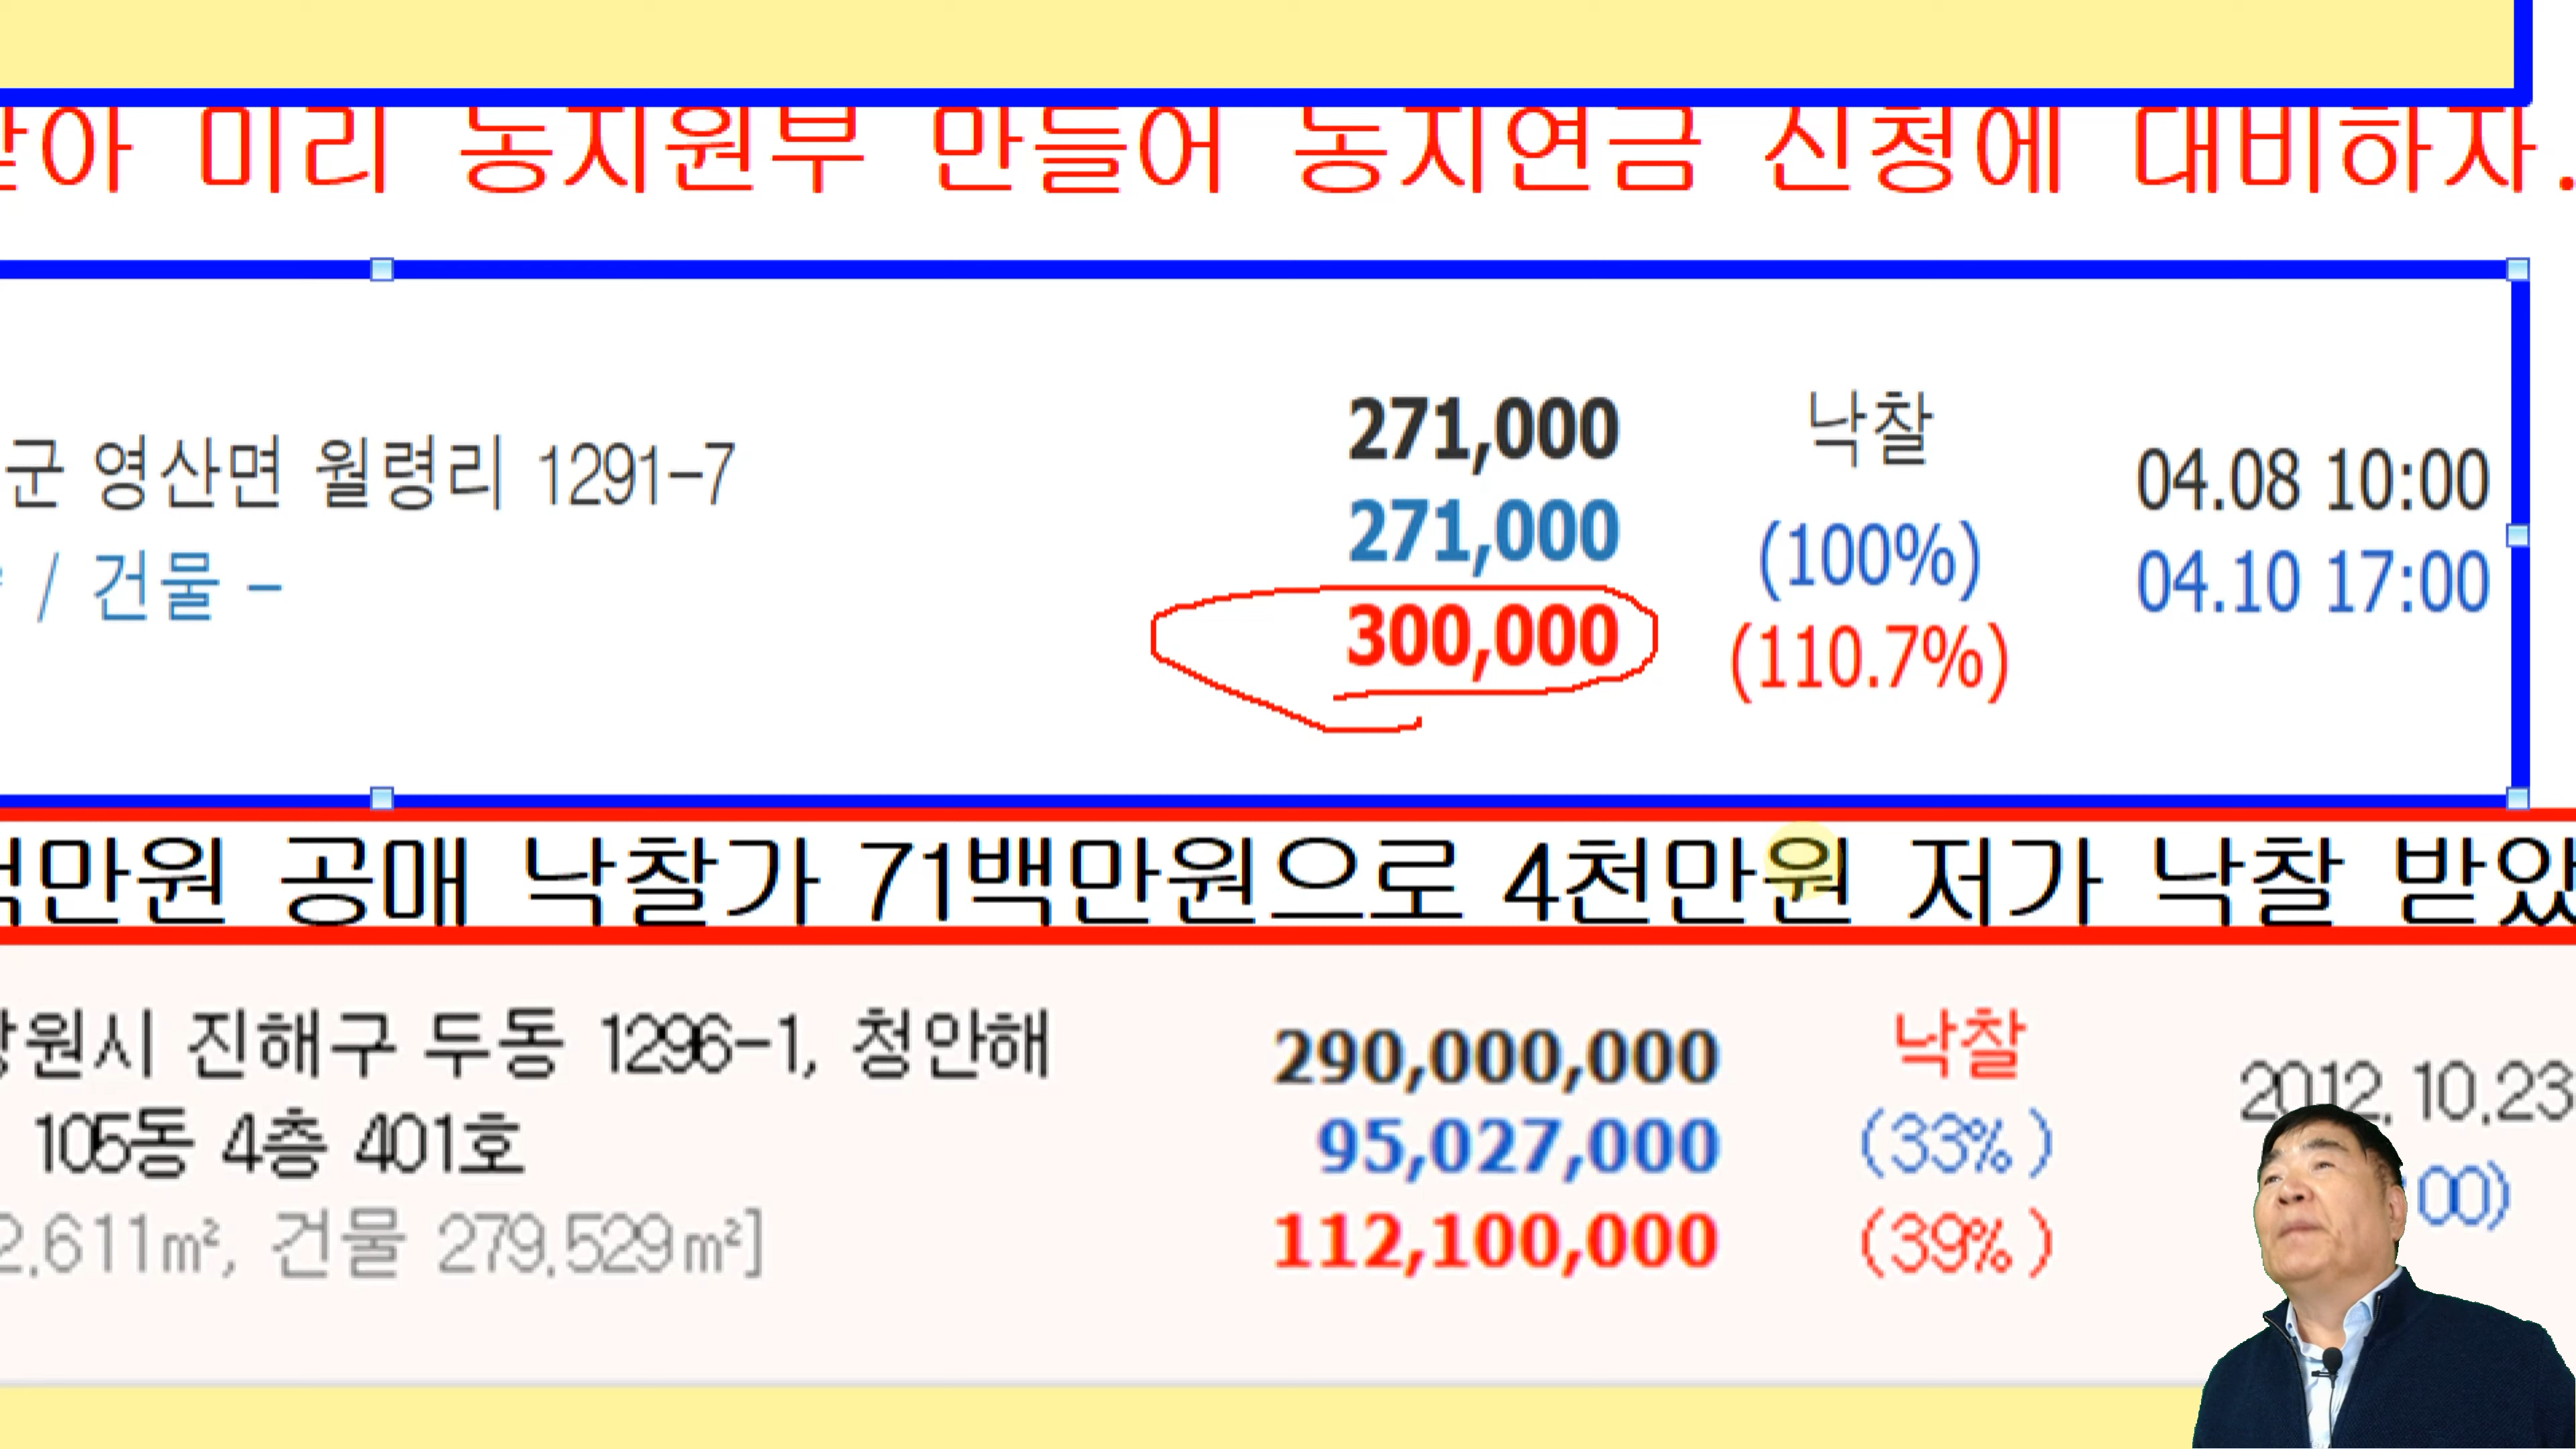 받아 미리 농지원부 만들어 농지연금 신청에 대비하자.
군 영산면 월령리 1291-7
/ 건물 -
271,000
271,000
300,000
낙찰
(100%)
(110.7%)
04.08 10:00
04.10 17:00
백만원 공매 낙찰가 71백만원으로 4천만원 저가 낙찰 받았
창원시 진해구 두동 1296-1, 청안해
105동 4층 401호
2.611㎡, 건물 279.529㎡]
290,000,000
95,027,000
112,100,000
낙찰
(33%)
(39%)
2012.10.23
00)